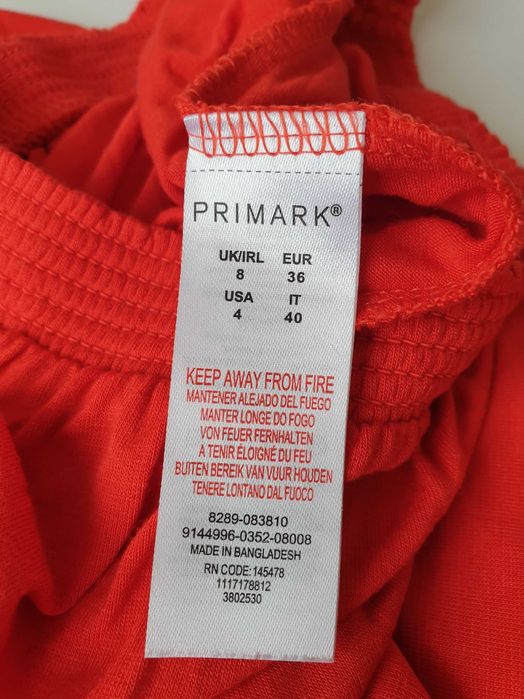 PRIMARK®
UK/IRL EUR
8 36
USA IT
4 40
KEEP AWAY FROM FIRE
MANTENER ALEJADO DEL FUEGO
MANTER LONGE DO FOGO
VON FEUER FERNHALTEN
A TENIR ÉLOIGNÉ DU FEU
BUITEN BEREIK VAN VUUR HOUDEN
TENERE LONTANO DAL FUOCO
8289-083810
9144996-0352-08008
MADE IN BANGLADESH
RN CODE: 145478
1117178812
3802530